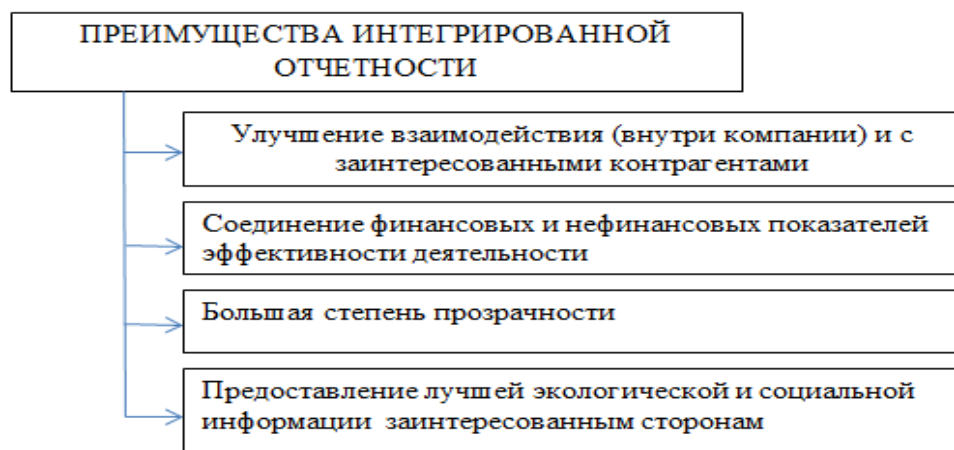 ПРЕИМУЩЕСТВА ИНТЕГРИРОВАННОЙ
ОТЧЕТНОСТИ
Улучшение взаимодействия (внутри компании) и с
заинтересованными контрагентами
Соединение финансовых и нефинансовых показателей
эффективности деятельности
Большая степень прозрачности
Предоставление лучшей экологической и социальной
информации заинтересованным сторонам